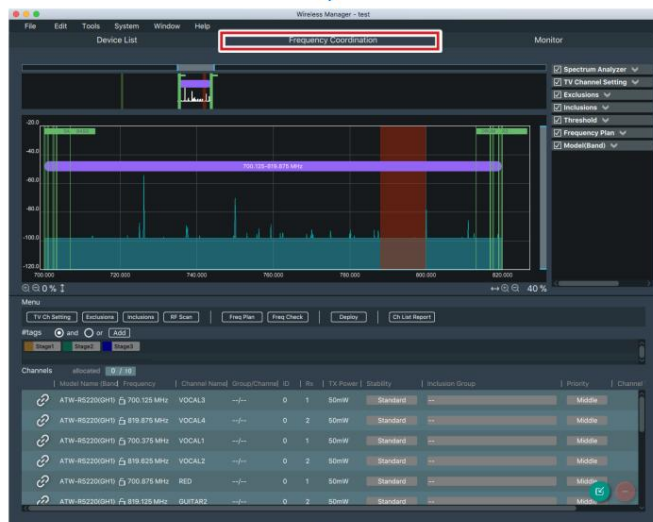 Wireless Manager - test
File Edit Tools System Window Help
Device List Frequency Coordination Monitor
Spectrum Analyzer
TV Channel Setting
Exclusions
Inclusions
Threshold
Frequency Plan
Model(Band)
-20.0
-40.0
700.125-819.875 MHz
-60.0
-80.0
-100.0
-120.0
700.000 720.000 740.000 760.000 780.000 800.000 820.000
0 % 40 %
Menu
TV Ch Setting Exclusions Inclusions RF Scan Freq Plan Freq Check Deploy Ch List Report
#tags and or Add
Stage1 Stage2 Stage3
Channels allocated 0 / 10
Model Name (Band) Frequency Channel Name Group/Channel ID Rx TX Power Stability Inclusion Group Priority Channel
ATW-R5220(GH1) 700.125 MHz VOCAL3 --/-- 0 1 50mW Standard -- Middle
ATW-R5220(GH1) 819.875 MHz VOCAL4 --/-- 0 2 50mW Standard -- Middle
ATW-R5220(GH1) 700.375 MHz VOCAL1 --/-- 0 1 50mW Standard -- Middle
ATW-R5220(GH1) 819.625 MHz VOCAL2 --/-- 0 2 50mW Standard -- Middle
ATW-R5220(GH1) 700.875 MHz RED --/-- 0 1 50mW Standard -- Middle
ATW-R5220(GH1) 819.125 MHz GUITAR2 --/-- 0 2 50mW Standard -- Middle